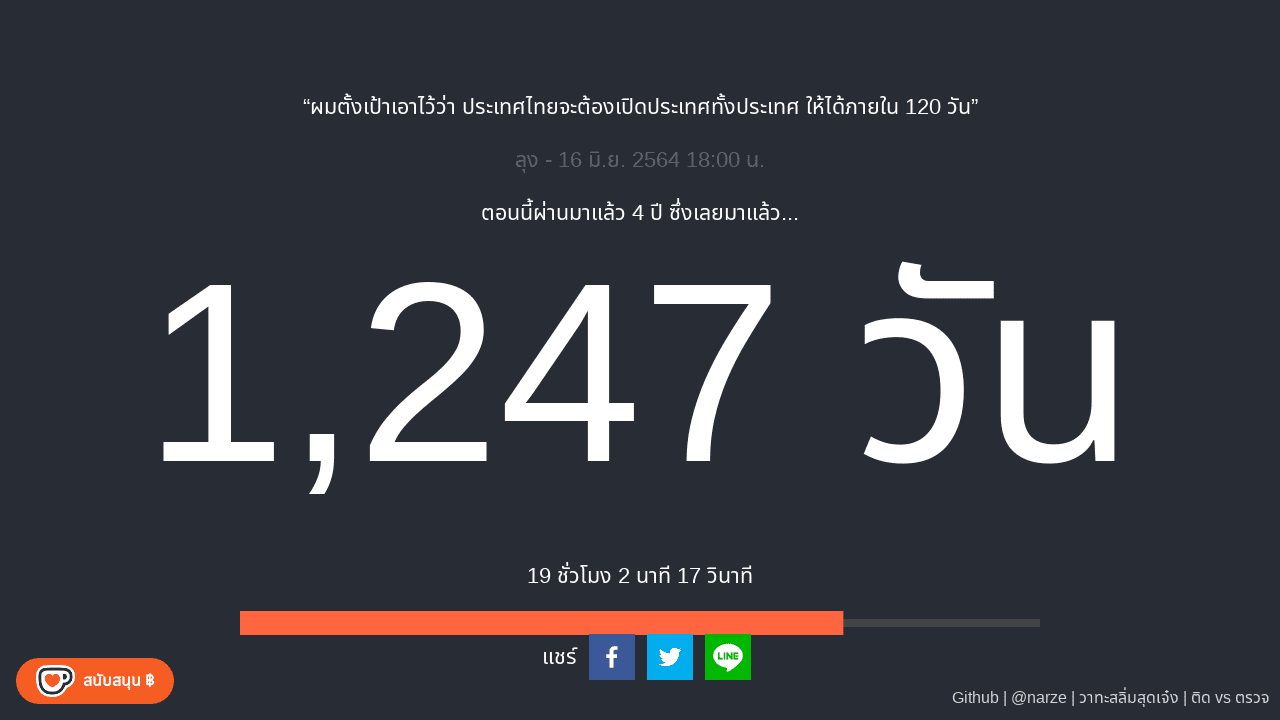 “ผมตั้งเป้าเอาไว้ว่า ประเทศไทยจะต้องเปิดประเทศทั้งประเทศ ให้ได้ภายใน 120 วัน”
ลุง - 16 มิ.ย. 2564 18:00 น.
ตอนนี้ผ่านมาแล้ว 4 ปี ซึ่งเลยมาแล้ว...
1,247 วัน
19 ชั่วโมง 2 นาที 17 วินาที
แชร์
LINE
สนับสนุน ฿
Github | @narze | วาทะสลิ่มสุดเจ๋ง | ติด vs ตรวจ